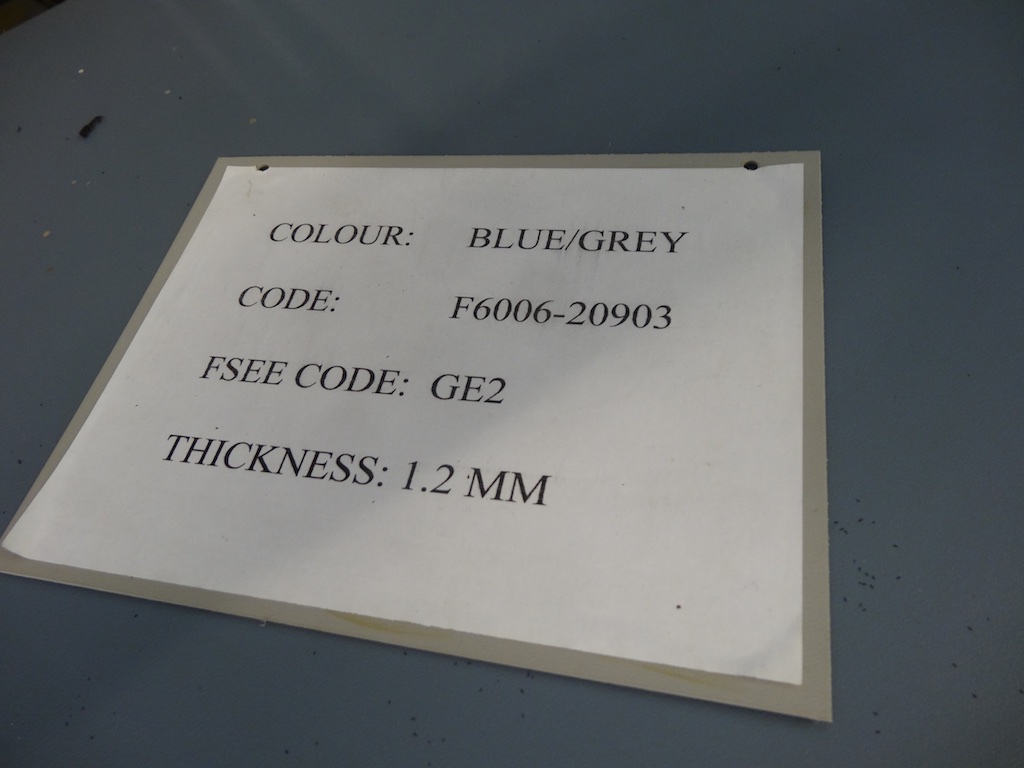 COLOUR: BLUE/GREY
CODE: F6006-20903
FSEE CODE: GE2
THICKNESS: 1.2 MM